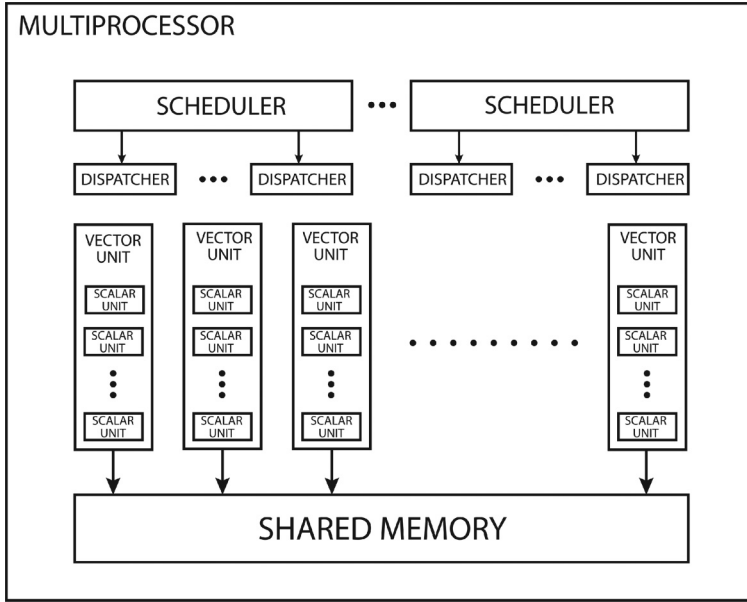 MULTIPROCESSOR
SCHEDULER
SCHEDULER
DISPATCHER
DISPATCHER
DISPATCHER
DISPATCHER
VECTOR
UNIT
SCALAR
UNIT
SCALAR
UNIT
SCALAR
UNIT
VECTOR
UNIT
SCALAR
UNIT
SCALAR
UNIT
SCALAR
UNIT
VECTOR
UNIT
SCALAR
UNIT
SCALAR
UNIT
SCALAR
UNIT
VECTOR
UNIT
SCALAR
UNIT
SCALAR
UNIT
SCALAR
UNIT
SHARED MEMORY